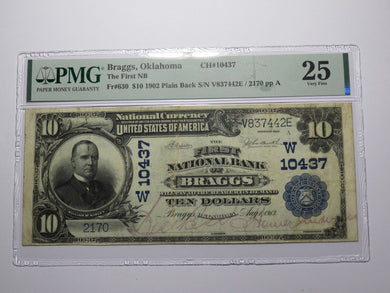 PMG
PAPER MONEY GUARANTY
Braggs, Oklahoma CH#10437
The First NB
Fr#630 $10 1902 Plain Back S/N V837442E / 2170 pp A
25
Very Fine
10
National Currency
UNITED STATES OF AMERICA
V837442E
10
FIRST
NATIONAL BANK
OF
BRAGGS
W 10437
W
10437
TEN DOLLARS
Braggs
2170